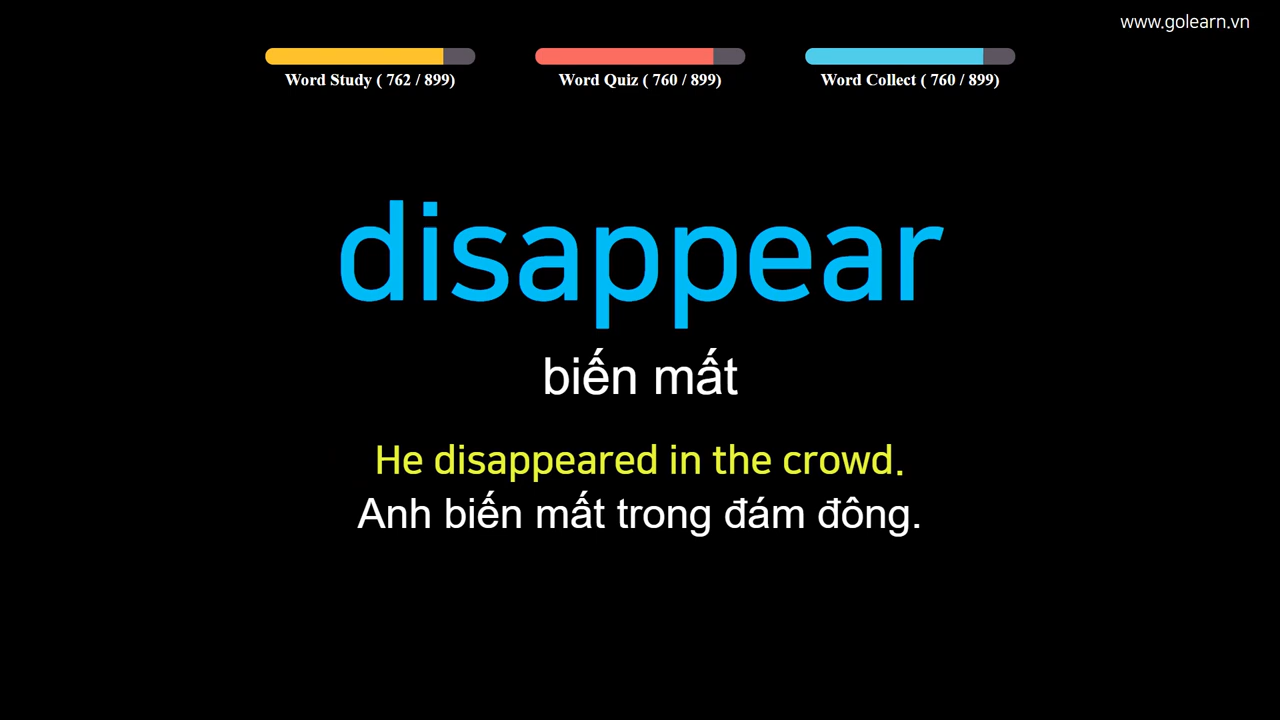 www.golearn.vn
Word Study ( 762 / 899)
Word Quiz ( 760 / 899)
Word Collect ( 760 / 899)
disappear
biến mất
He disappeared in the crowd.
Anh biến mất trong đám đông.